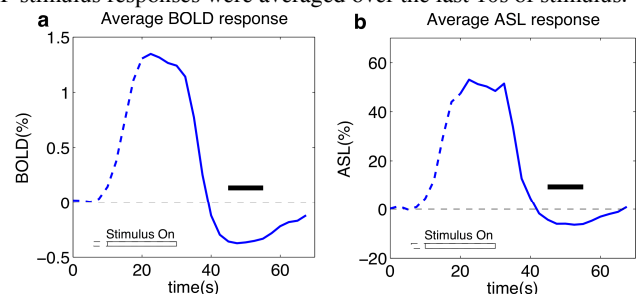 stimulus responses were averaged over the last 10s of stimulus.
a
Average BOLD response
1.5
1
0.5
0
−0.5
BOLD(%)
Stimulus On
0
20
40
60
time(s)
b
Average ASL response
60
40
20
0
−20
ASL(%)
Stimulus On
0
20
40
60
time(s)